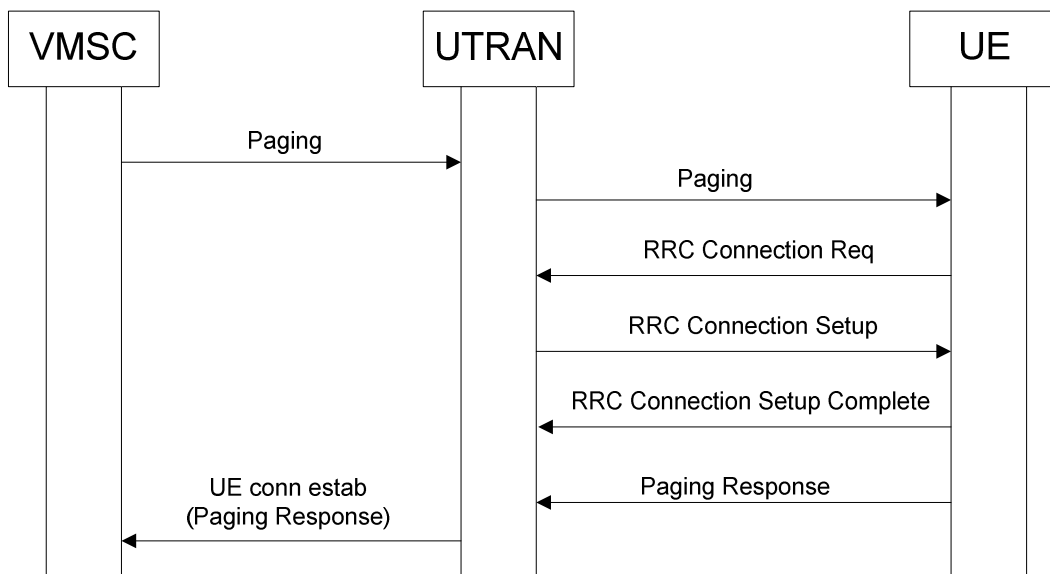 VMSC
UTRAN
UE
Paging
Paging
RRC Connection Req
RRC Connection Setup
RRC Connection Setup Complete
Paging Response
UE conn estab
(Paging Response)